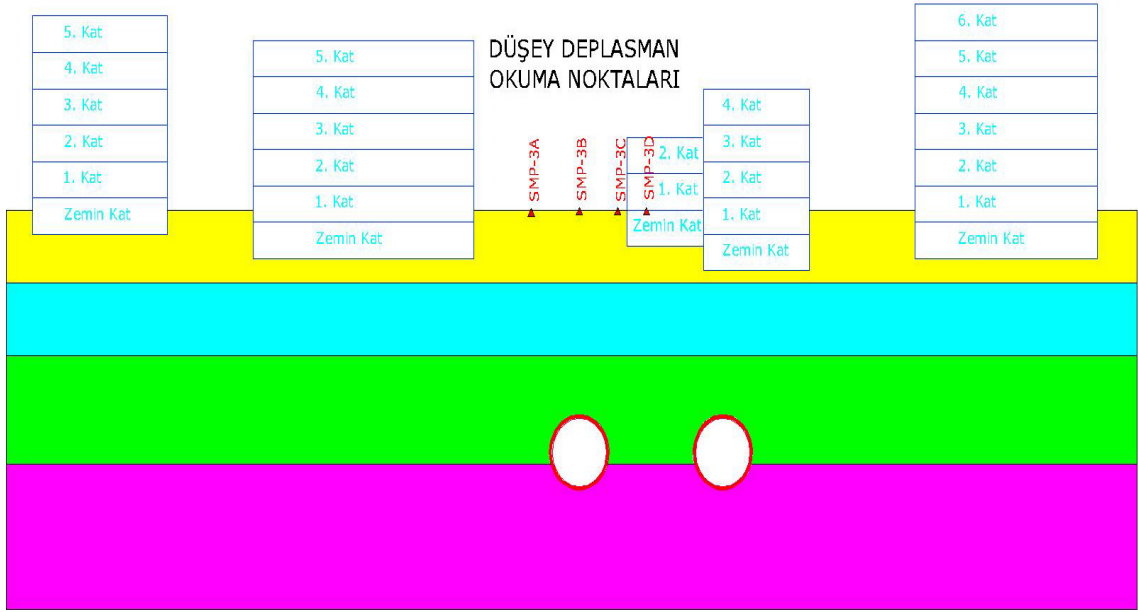 5. Kat
4. Kat
3. Kat
2. Kat
1. Kat
Zemin Kat
5. Kat
4. Kat
3. Kat
2. Kat
1. Kat
Zemin Kat
DÜŞEY DEPLASMAN
OKUMA NOKTALARI
SMP-3A
SMP-3B
SMP-3C
SMP-3D
2. Kat
1. Kat
Zemin Kat
4. Kat
3. Kat
2. Kat
1. Kat
Zemin Kat
6. Kat
5. Kat
4. Kat
3. Kat
2. Kat
1. Kat
Zemin Kat